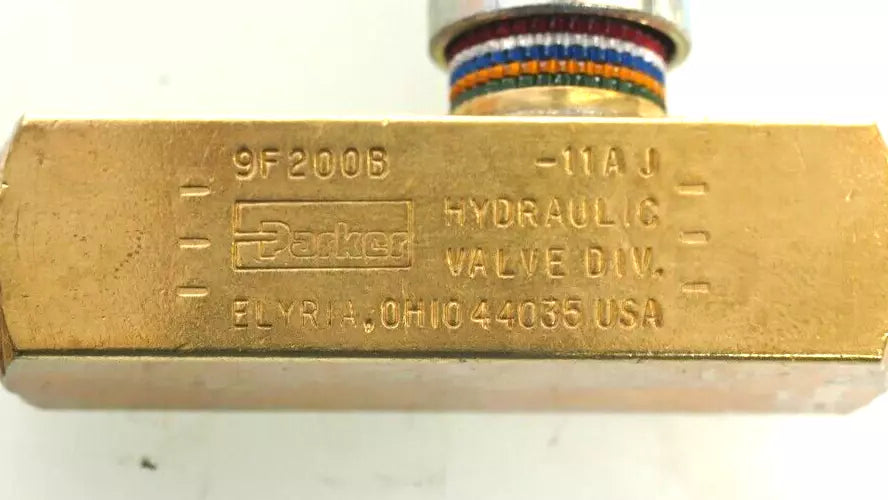 9F200B -11AJ
Parker HYDRAULIC
VALVE DIV.
ELYRIA, OHIO 44035 USA